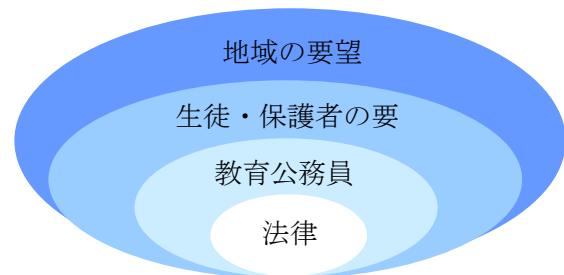 地域の要望
生徒・保護者の要
教育公務員
法律